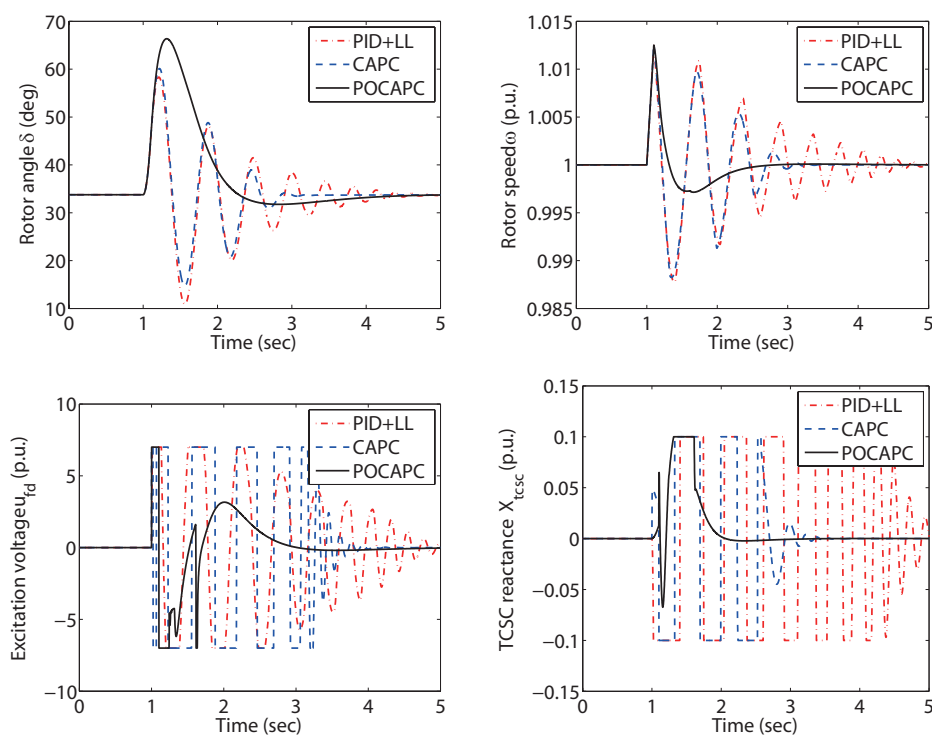 Rotor angle δ (deg)
70
60
50
40
30
20
10
0
1
2
3
4
5
Time (sec)
PID+LL
CAPC
POCAPC
Rotor speedω (p.u.)
1.015
1.01
1.005
1
0.995
0.99
0.985
0
1
2
3
4
5
Time (sec)
PID+LL
CAPC
POCAPC
Excitation voltageu_fd (p.u.)
10
5
0
−5
−10
0
1
2
3
4
5
Time (sec)
PID+LL
CAPC
POCAPC
TCSC reactance X_tcsc (p.u.)
0.15
0.1
0.05
0
−0.05
−0.1
−0.15
0
1
2
3
4
5
Time (sec)
PID+LL
CAPC
POCAPC